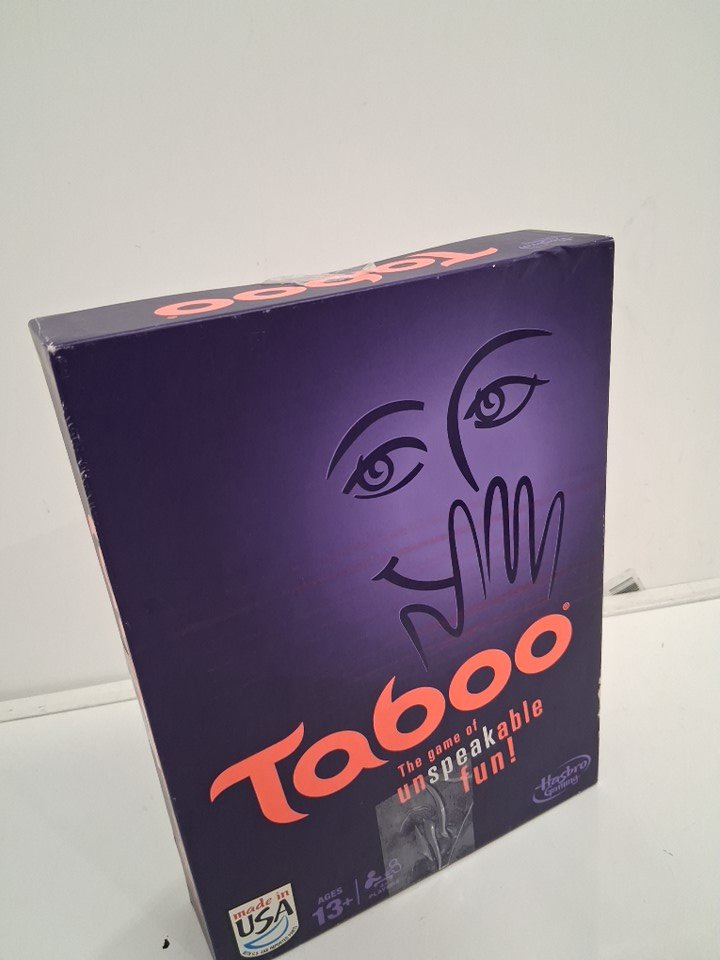 Taboo
Taboo®
The game of
unspeakable
fun!
Hasbro
Gaming
made in
USA
AGES
13+